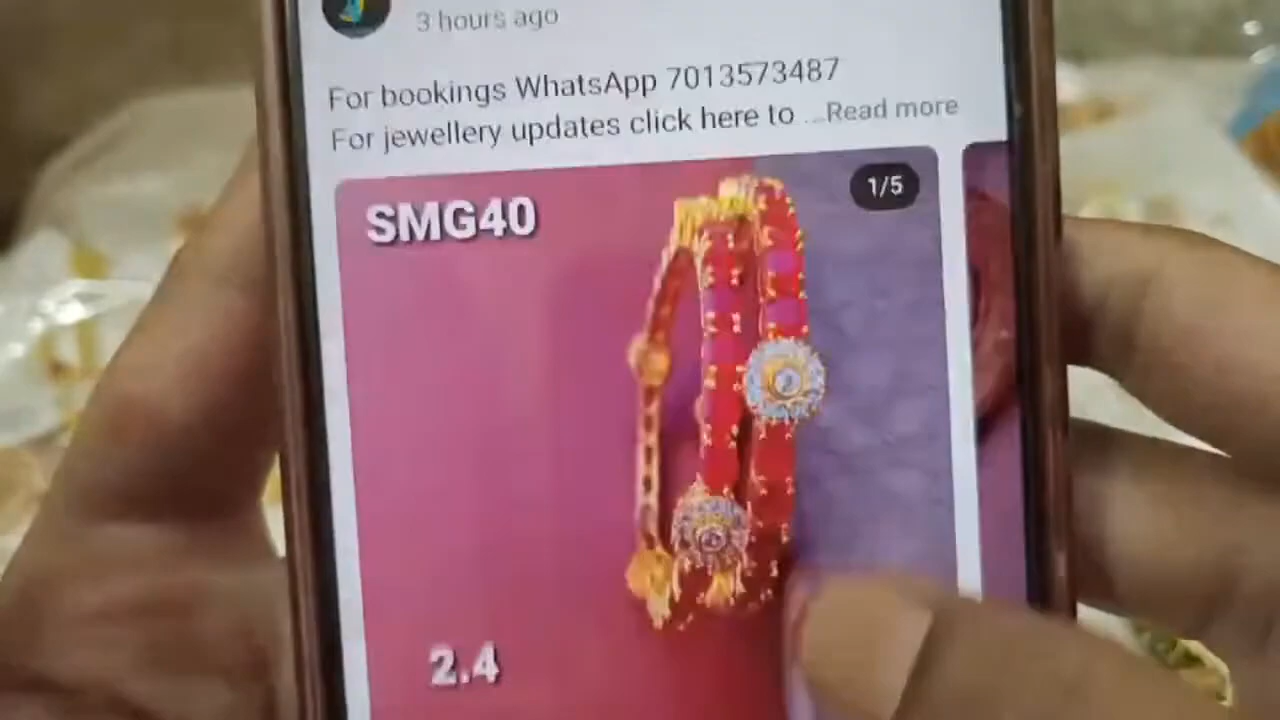 3 hours ago
For bookings WhatsApp 7013573487
For jewellery updates click here to ...Read more
1/5
SMG40
2.4